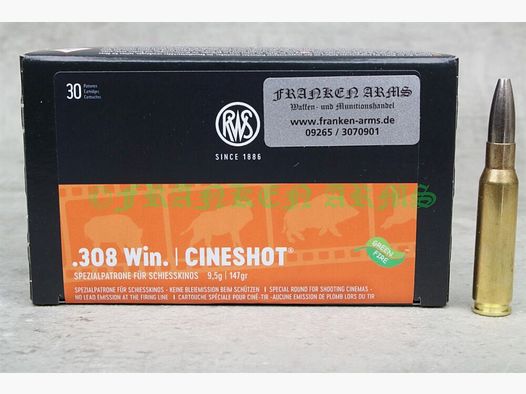 30
Patronen
Cartridges
Cartouches
FRANKEN ARMS
Waffen- und Munitionshandel
www.franken-arms.de
09265 / 3070901
RWS
SINCE 1886
©FRANKEN ARMS
.308 Win. | CINESHOT®
GREEN FIRE
SPEZIALPATRONE FÜR SCHIESSKINOS 9,5g | 147gr
SPEZIALPATRONE FÜR SCHIESSKINOS - KEINE BLEIEMISSION BEIM SCHÜTZEN | SPECIAL ROUND FOR SHOOTING CINEMAS -
NO LEAD EMISSION AT THE FIRING LINE | CARTOUCHE SPÉCIALE POUR CINÉ-TIR - AUCUNE EMISSION DE PLOMB LORS DU TIR